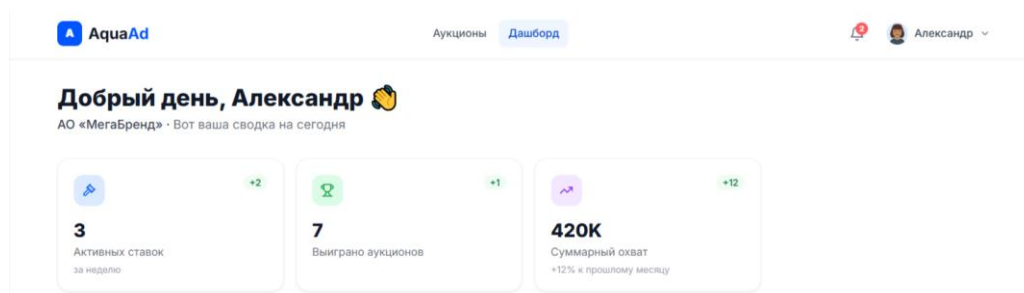 A AquaAd
Аукционы Дашборд
2
Александр
Добрый день, Александр 👋
АО «МегаБренд» · Вот ваша сводка на сегодня
+2
3
Активных ставок
за неделю
+1
7
Выиграно аукционов
+12
420K
Суммарный охват
+12% к прошлому месяцу